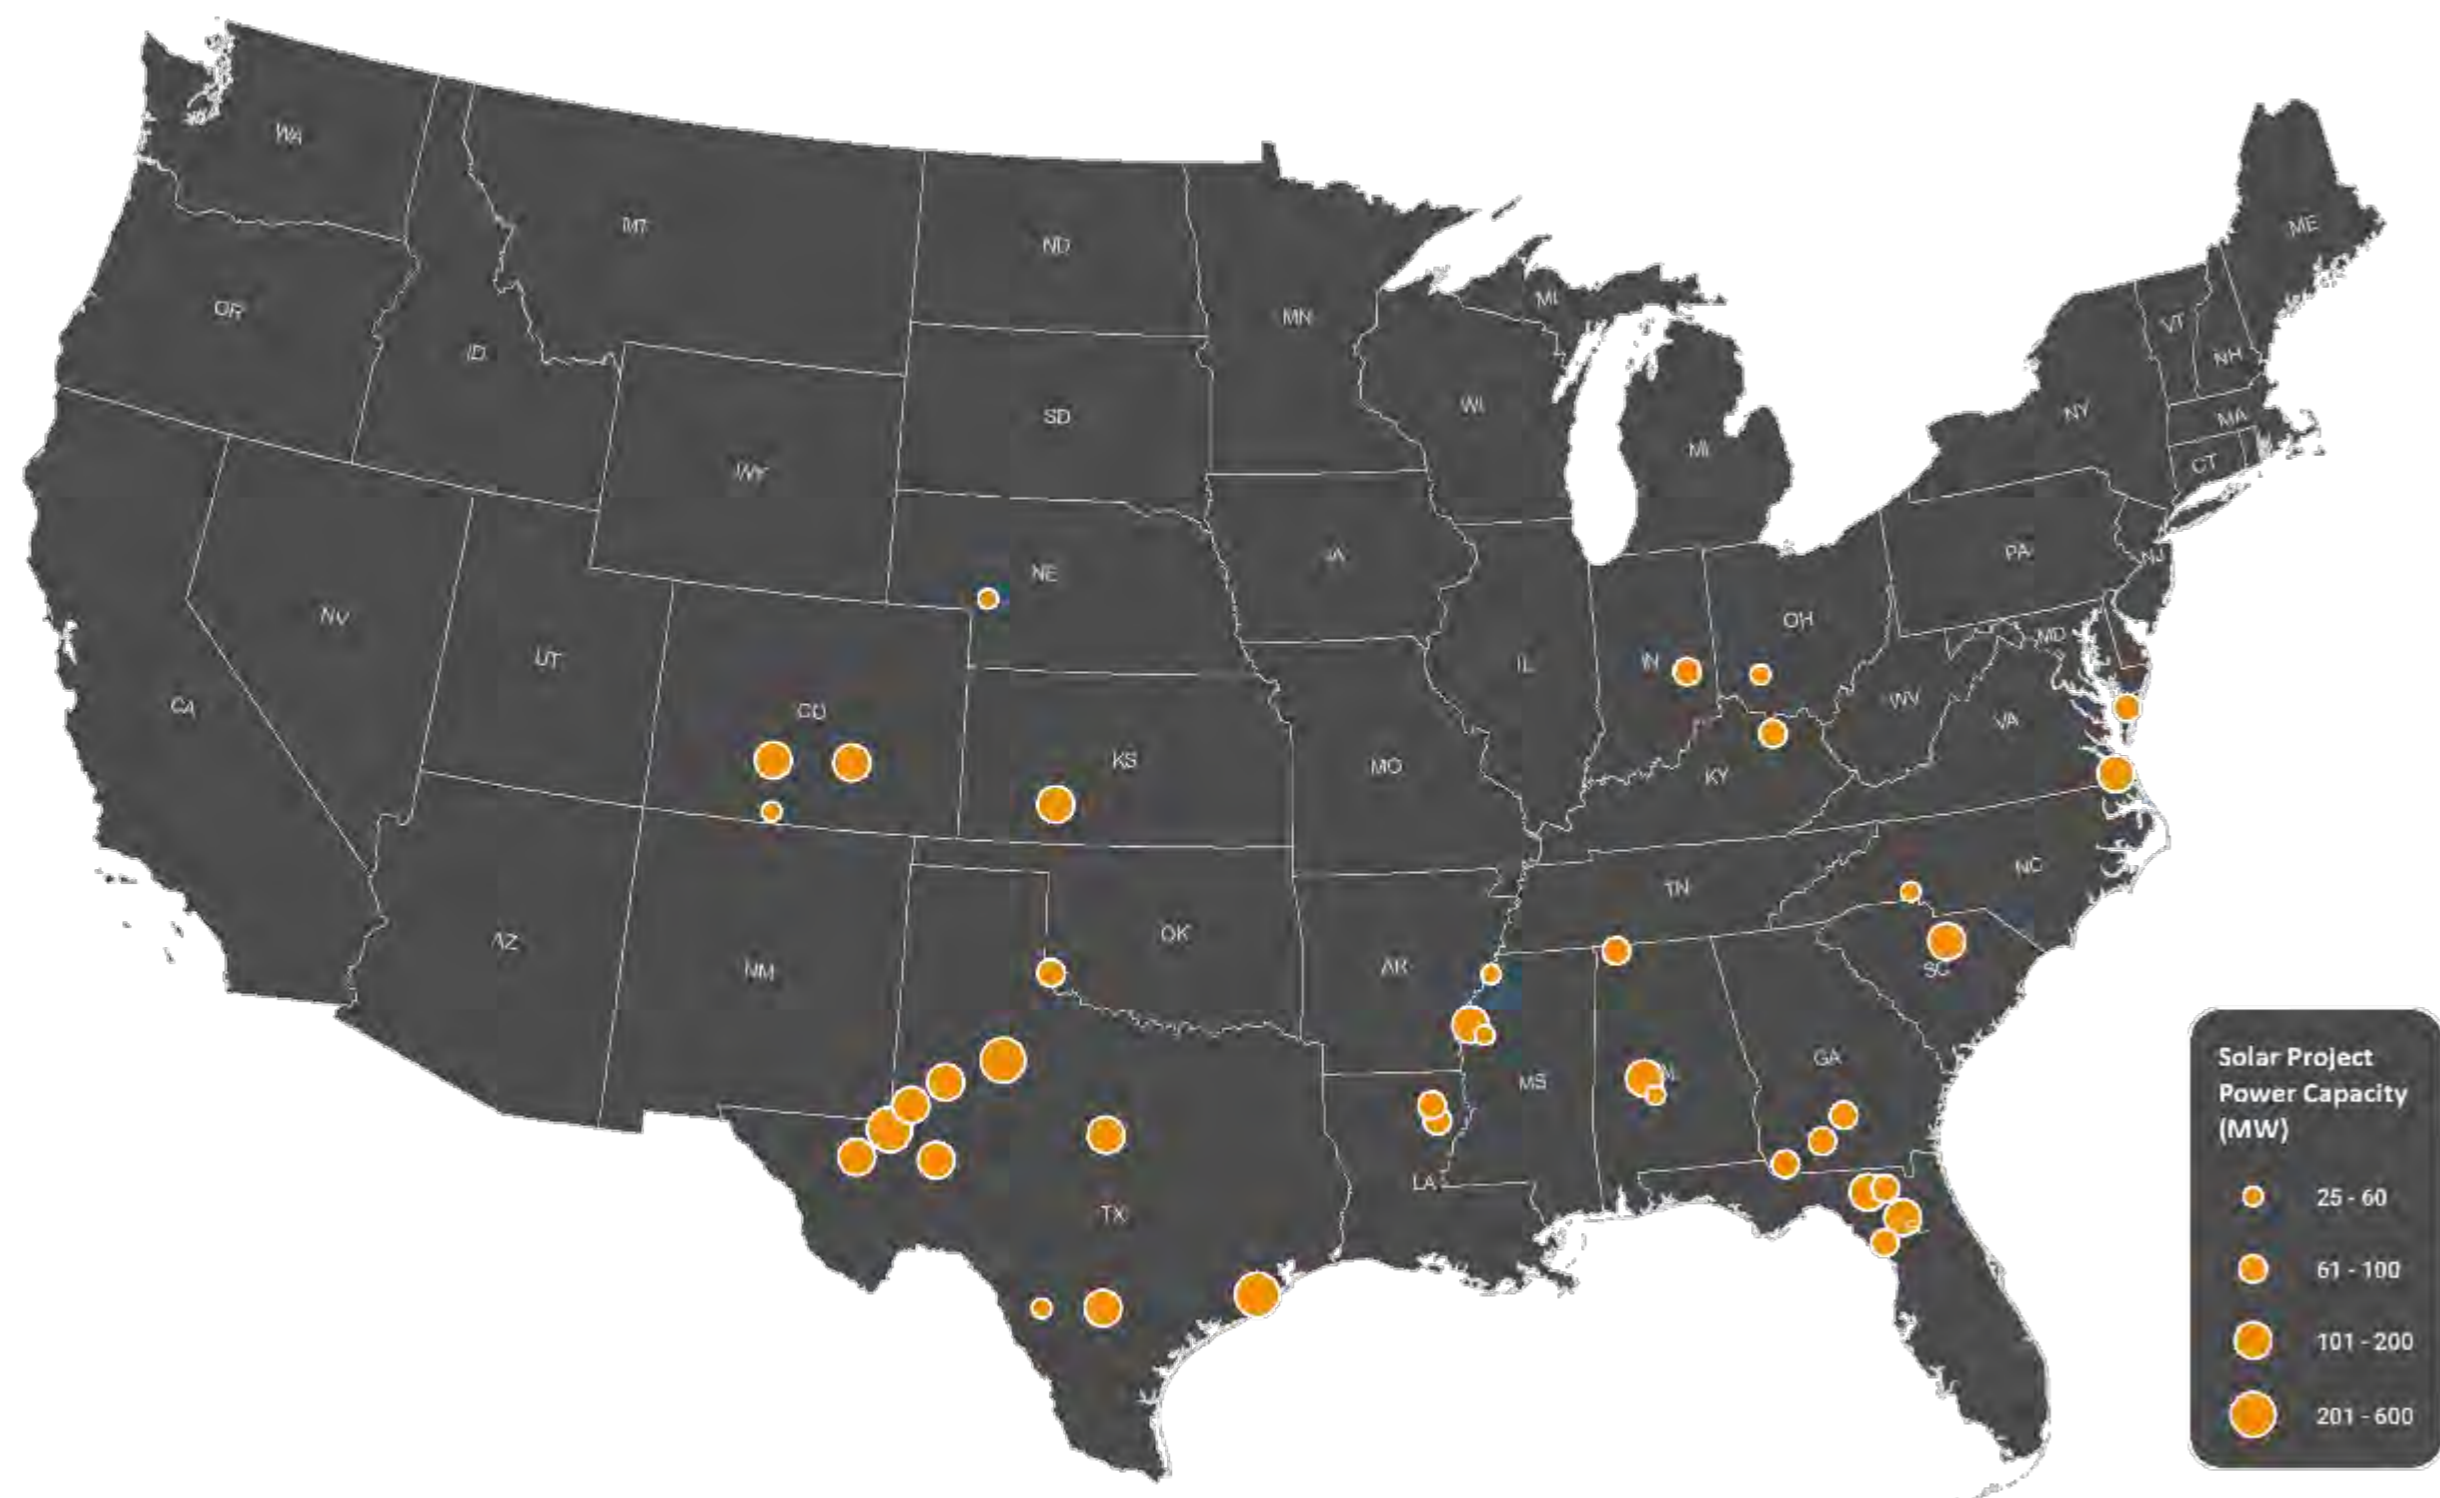 WA
MT
ND
ME
OR
ID
MN
MI
VT
NH
SD
WI
NY
MA
WY
MI
CT
NE
IA
PA
NJ
NV
UT
OH
MD
IN
IL
CA
CO
WV
VA
KS
MO
KY
NC
TN
AZ
NM
OK
AR
SC
MS
GA
LA
TX
Solar Project
Power Capacity
(MW)
25 - 60
61 - 100
101 - 200
201 - 600